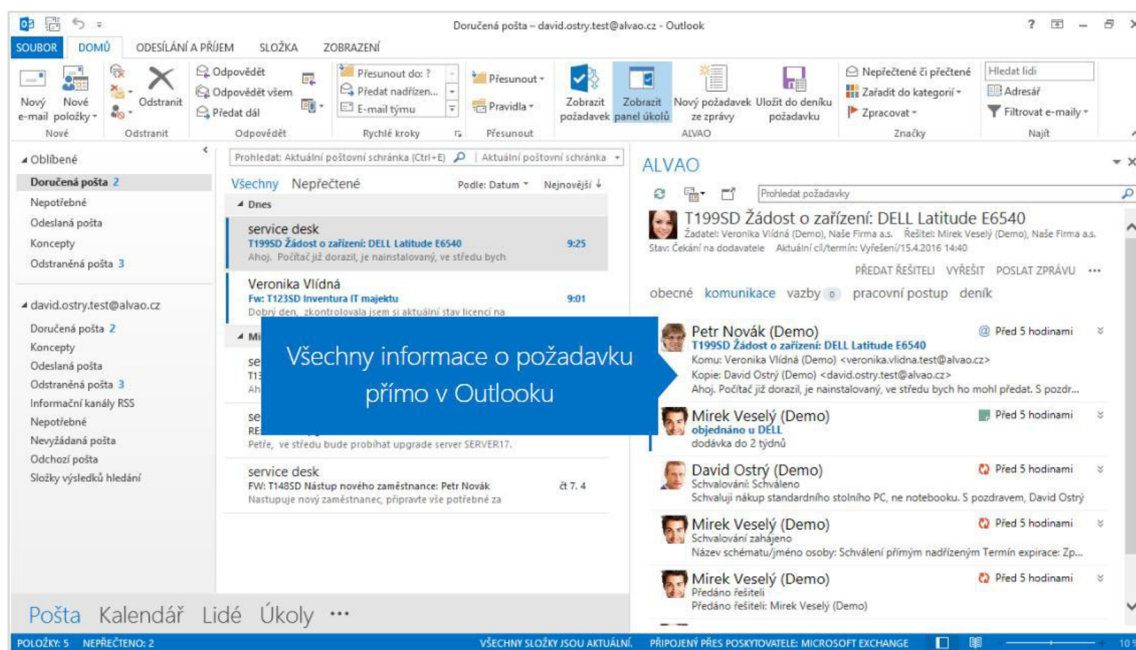 Doručená pošta – david.ostry.test@alvao.cz - Outlook
SOUBOR DOMŮ ODESÍLÁNÍ A PŘÍJEM SLOŽKA ZOBRAZENÍ
Nový e-mail
Nové položky
Nové
Odstranit
Odstranit
Odpovědět
Odpovědět všem
Předat dál
Odpovědět
Přesunout do: ?
Předat nadřízen...
E-mail týmu
Rychlé kroky
Přesunout
Pravidla
Přesunout
Zobrazit požadavek
Zobrazit panel úkolů
Nový požadavek ze zprávy
Uložit do deníku požadavku
ALVAO
Nepřečtené či přečtené
Zařadit do kategorií
Zpracovat
Značky
Hledat lidi
Adresář
Filtrovat e-maily
Najít
Oblíbené
Doručená pošta 2
Nepotřebné
Odeslaná pošta
Koncepty
Odstraněná pošta 3
david.ostry.test@alvao.cz
Doručená pošta 2
Koncepty
Odeslaná pošta
Odstraněná pošta 3
Informační kanály RSS
Nepotřebné
Nevyžádaná pošta
Odchozí pošta
Složky výsledků hledání
Prohledat: Aktuální poštovní schránka (Ctrl+E) Aktuální poštovní schránka
Všechny Nepřečtené Podle: Datum Nejnovější
Dnes
service desk
T199SD Žádost o zařízení: DELL Latitude E6540 9:25
Ahoj. Počítač již dorazil, je nainstalovaný, ve středu bych
Veronika Vlídná
Fw: T123SD Inventura IT majektu 9:01
Dobrý den, zkontrolovala jsem si aktuální stav licencí na
Všechny informace o požadavku
přímo v Outlooku
Petře, ve středu bude probíhat upgrade server SERVER17.
service desk
FW: T148SD Nástup nového zaměstnance: Petr Novák čt 7. 4
Nastupuje nový zaměstnanec, připravte vše potřebné za
ALVAO
Prohledat požadavky
T199SD Žádost o zařízení: DELL Latitude E6540
Žadatel: Veronika Vlídná (Demo), Naše Firma a.s. Řešitel: Mirek Veselý (Demo), Naše Firma a.s.
Stav: Čekání na dodavatele Aktuální cíl/termín: Vyřešení/15.4.2016 14:40
PŘEDAT ŘEŠITELI VYŘEŠIT POSLAT ZPRÁVU
obecné komunikace vazby 0 pracovní postup deník
Petr Novák (Demo) Před 5 hodinami
T199SD Žádost o zařízení: DELL Latitude E6540
Komu: Veronika Vlídná (Demo) <veronika.vlidna.test@alvao.cz>
Kopie: David Ostrý (Demo) <david.ostry.test@alvao.cz>
Ahoj. Počítač již dorazil, je nainstalovaný, ve středu bych ho mohl předat. S pozdr...
Mirek Veselý (Demo) Před 5 hodinami
objednáno u DELL
dodávka do 2 týdnů
David Ostrý (Demo) Před 5 hodinami
Schvalování: Schváleno
Schvaluji nákup standardního stolního PC, ne notebooku. S pozdravem, David Ostrý
Mirek Veselý (Demo) Před 5 hodinami
Schvalování zahájeno
Název schématu/jméno osoby: Schválení přímým nadřízeným Termín expirace: Zp...
Mirek Veselý (Demo) Před 5 hodinami
Předáno řešiteli
Předáno řešiteli: Mirek Veselý (Demo)
Pošta Kalendář Lidé Úkoly
POLOŽKY: 5 NEPŘEČTENO: 2 VŠECHNY SLOŽKY JSOU AKTUÁLNÍ. PŘIPOJENÝ PŘES POSKYTOVATELE: MICROSOFT EXCHANGE